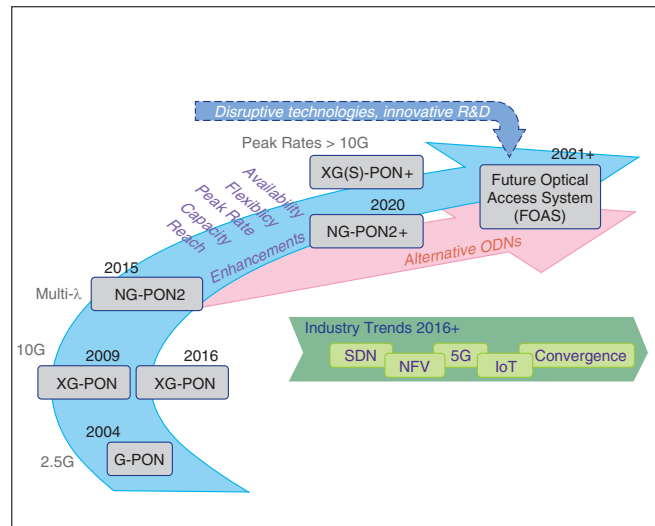 Disruptive technologies, innovative R&D
Peak Rates > 10G
2021+
XG(S)-PON+
Future Optical
Access System
(FOAS)
2020
NG-PON2+
Availability
Flexiblicy
Peak Rate
Capacity
Reach
Enhancements
Alternative ODNs
2015
Multi-λ
NG-PON2
Industry Trends 2016+
SDN
NFV
5G
IoT
Convergence
10G
2009
2016
XG-PON
XG-PON
2004
G-PON
2.5G